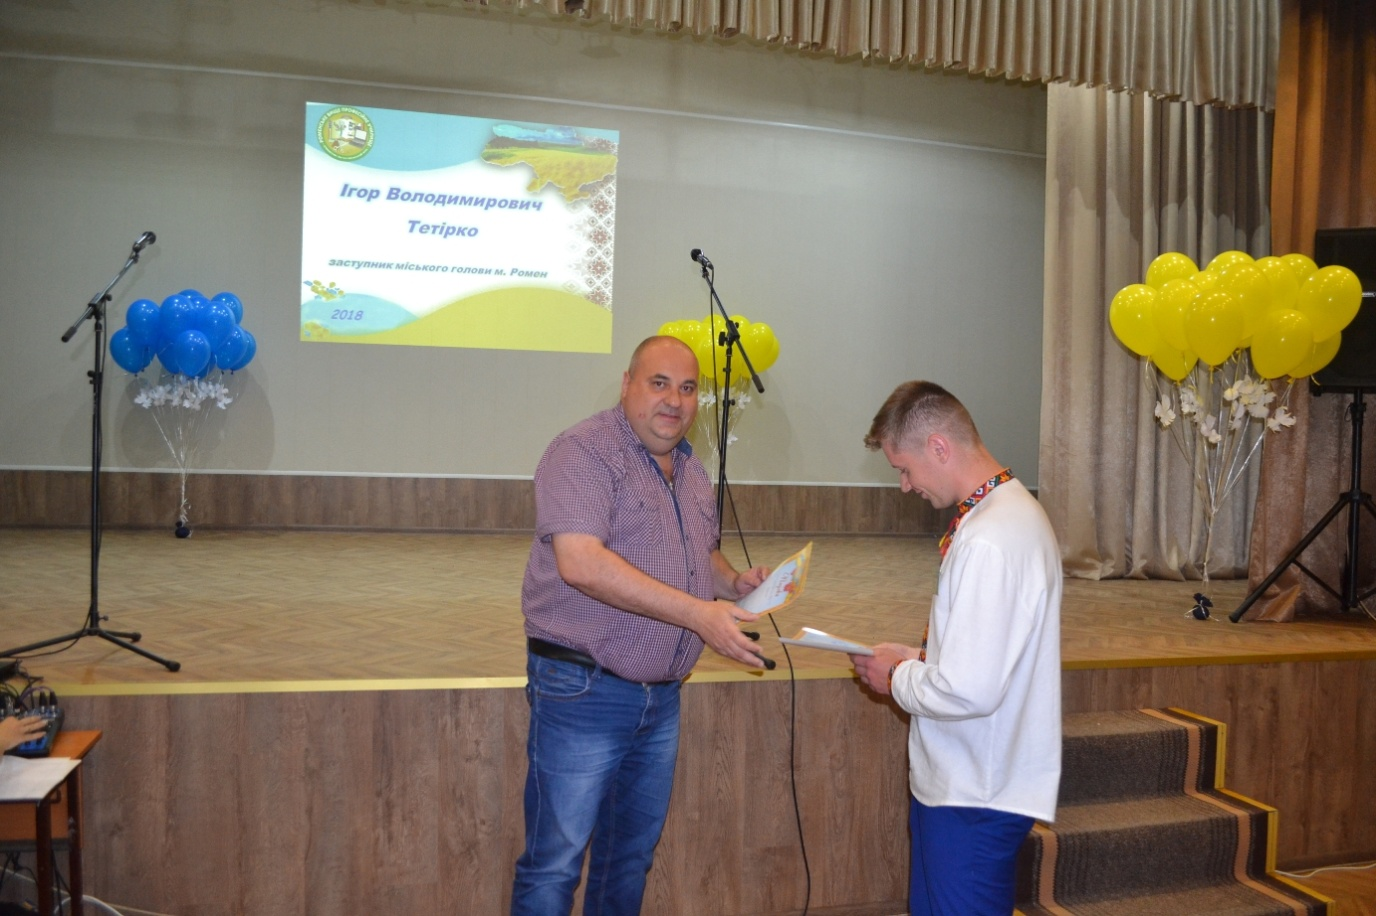 Ігор Володимирович
Тетірко
заступник міського голови м. Ромен
2018